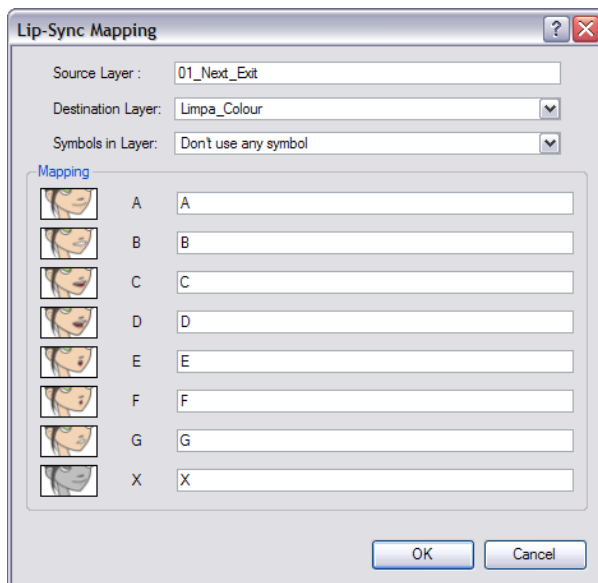 Lip-Sync Mapping
Source Layer : 01_Next_Exit
Destination Layer: Limpa_Colour
Symbols in Layer: Don't use any symbol
Mapping
A A
B B
C C
D D
E E
F F
G G
X X
OK Cancel